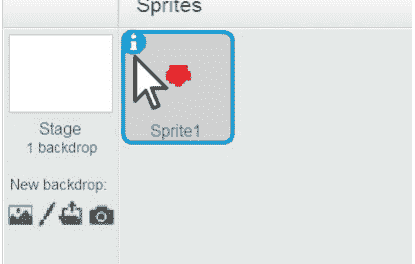 Sprites
Stage
1 backdrop
New backdrop:
i
Sprite1